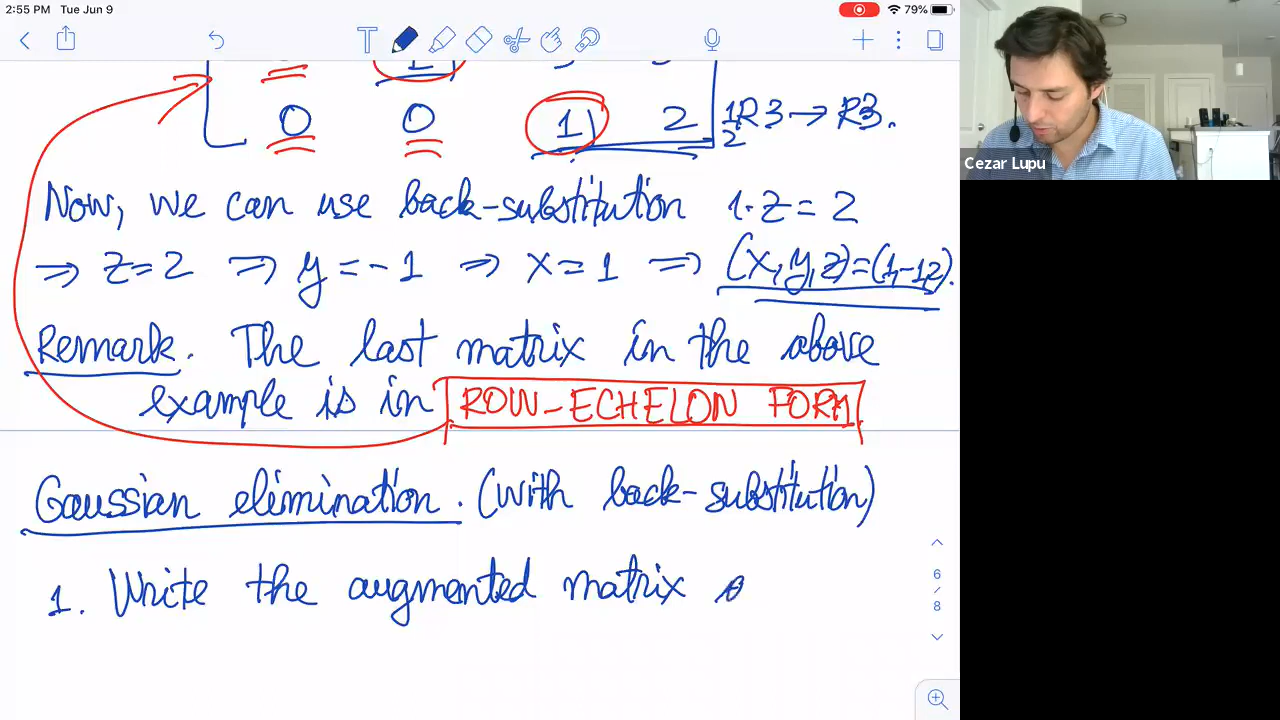 2:55 PM Tue Jun 9
79%
0 0 1 2 1/2R3 → R3.
Now, we can use back-substitution 1·z = 2
⇒ z=2 ⇒ y=-1 ⇒ x=1 ⇒ (x,y,z)=(1,-1,2).
Remark. The last matrix in the above
example is in ROW-ECHELON FORM
Gaussian elimination. (with back-substitution)
1. Write the augmented matrix
6
/
8
Cezar Lupu